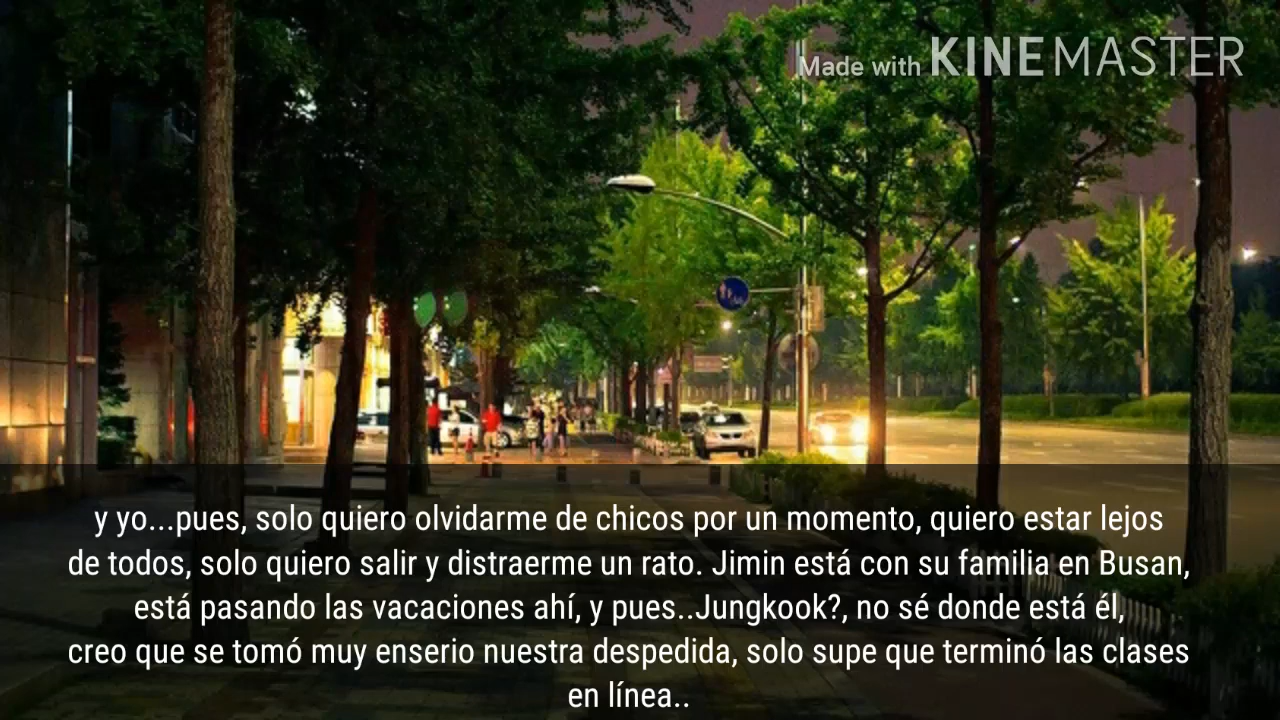 Made with KINEMASTER
y yo...pues, solo quiero olvidarme de chicos por un momento, quiero estar lejos
de todos, solo quiero salir y distraerme un rato. Jimin está con su familia en Busan,
está pasando las vacaciones ahí, y pues..Jungkook?, no sé donde está él,
creo que se tomó muy enserio nuestra despedida, solo supe que terminó las clases
en línea..